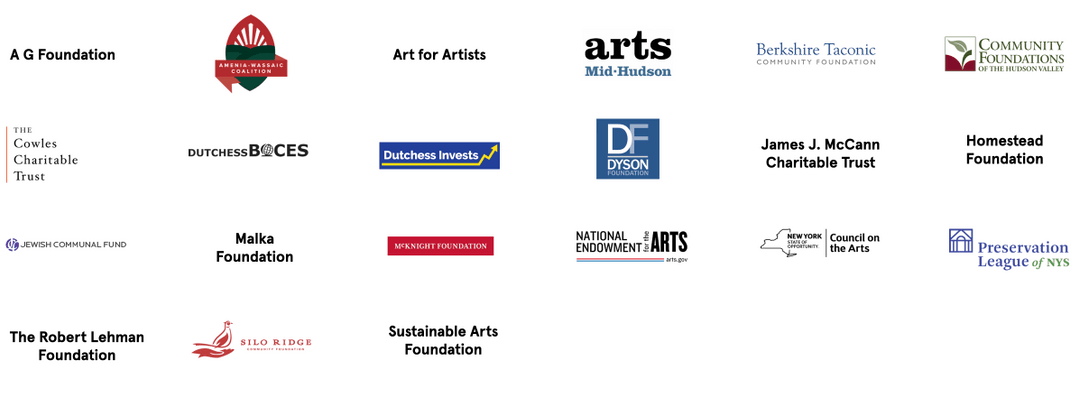 A G Foundation
AMENIA-WASSAIC
COALITION
Art for Artists
arts
Mid·Hudson
Berkshire Taconic
COMMUNITY FOUNDATION
COMMUNITY
FOUNDATIONS
OF THE HUDSON VALLEY
THE
Cowles
Charitable
Trust
DUTCHESSBOCES
Dutchess Invests
DF
DYSON
FOUNDATION
James J. McCann
Charitable Trust
Homestead
Foundation
JEWISH COMMUNAL FUND
Malka
Foundation
McKNIGHT FOUNDATION
NATIONAL
ENDOWMENT for the ARTS
arts.gov
NEW YORK
STATE OF
OPPORTUNITY.
Council on
the Arts
Preservation
League of NYS
The Robert Lehman
Foundation
SILO RIDGE
COMMUNITY FOUNDATION
Sustainable Arts
Foundation